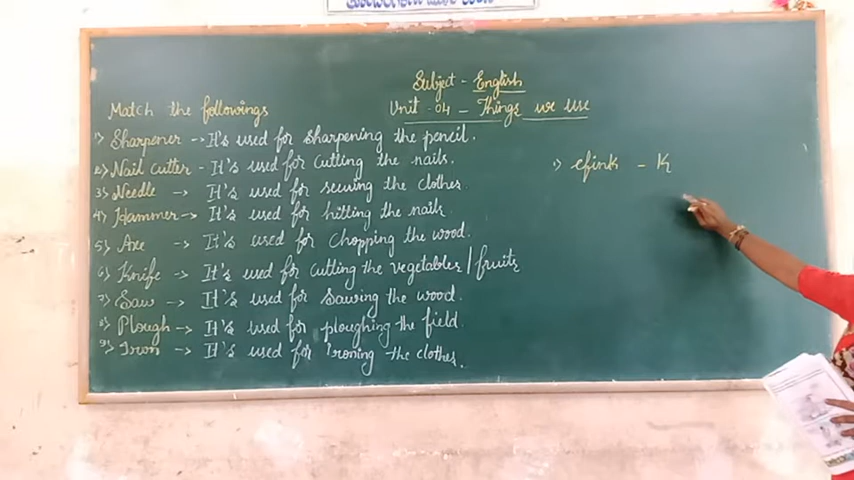 Subject - English
Unit - 04 - Things we use
Match the followings
1) Sharpener -- It's used for sharpening the pencil.
2) Nail cutter - It's used for cutting the nails.
3) Needle -> It's used for sewing the clothes.
4) Hammer -> It's used for hitting the nails.
5) Axe -> It's used for chopping the wood.
6) Knife -> It's used for cutting the vegetables / fruits
7) Saw -> It's used for sawing the wood.
8) Plough -> It's used for ploughing the field.
9) Iron -> It's used for Ironing the clothes.
1) efink - K